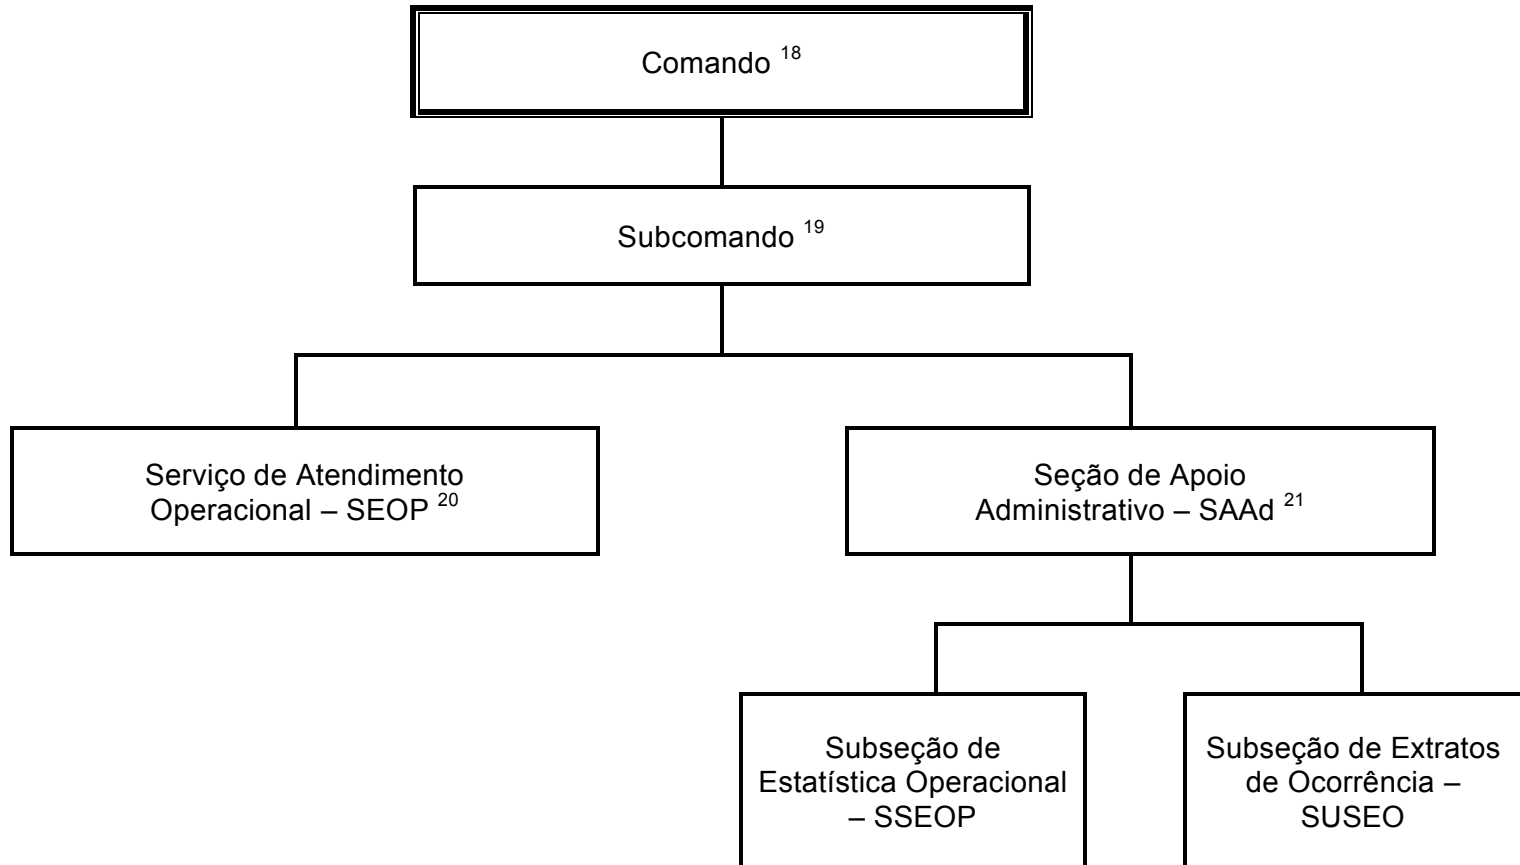 Comando 18
Subcomando 19
Serviço de Atendimento
Operacional – SEOP 20
Seção de Apoio
Administrativo – SAAd 21
Subseção de
Estatística Operacional
– SSEOP
Subseção de Extratos
de Ocorrência –
SUSEO